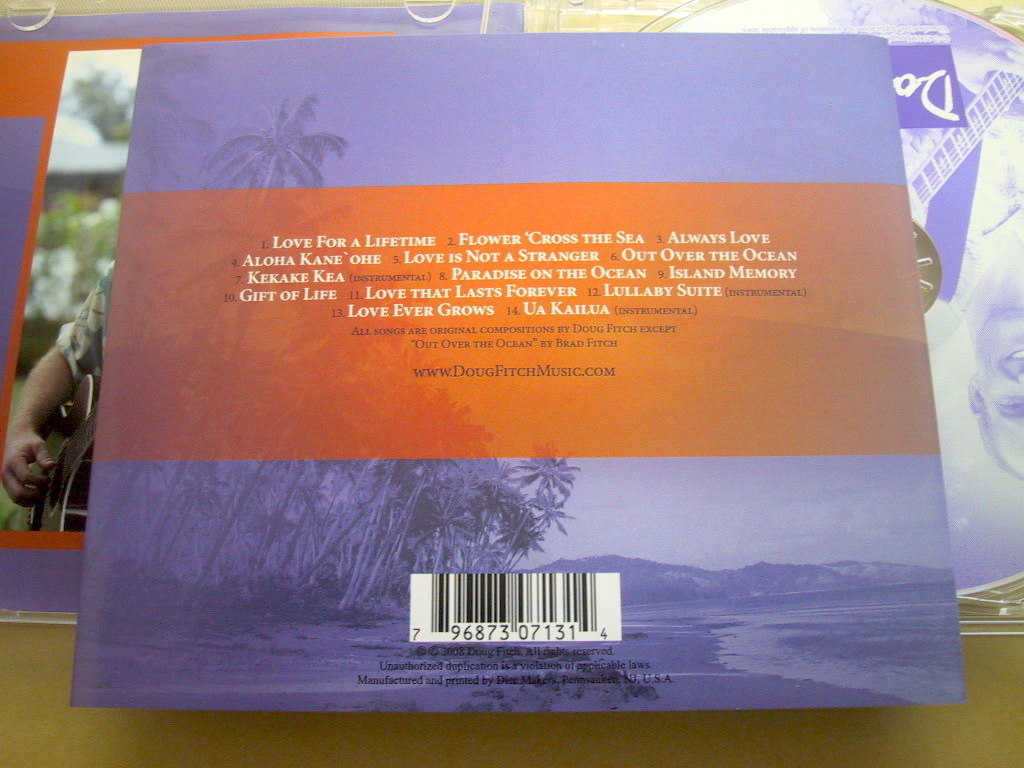 1. Love For a Lifetime 2. Flower 'Cross the Sea 3. Always Love
4. Aloha Kane`ohe 5. Love is Not a Stranger 6. Out Over the Ocean
7. Kekake Kea (instrumental) 8. Paradise on the Ocean 9. Island Memory
10. Gift of Life 11. Love that Lasts Forever 12. Lullaby Suite (instrumental)
13. Love Ever Grows 14. Ua Kailua (instrumental)
All songs are original compositions by Doug Fitch except
"Out Over the Ocean" by Brad Fitch
www.DougFitchMusic.com
7 96873 07131 4
© ℗ 2008 Doug Fitch. All rights reserved.
Unauthorized duplication is a violation of applicable laws.
Manufactured and printed by Disc Makers, Pennsauken, NJ, U.S.A.
Do